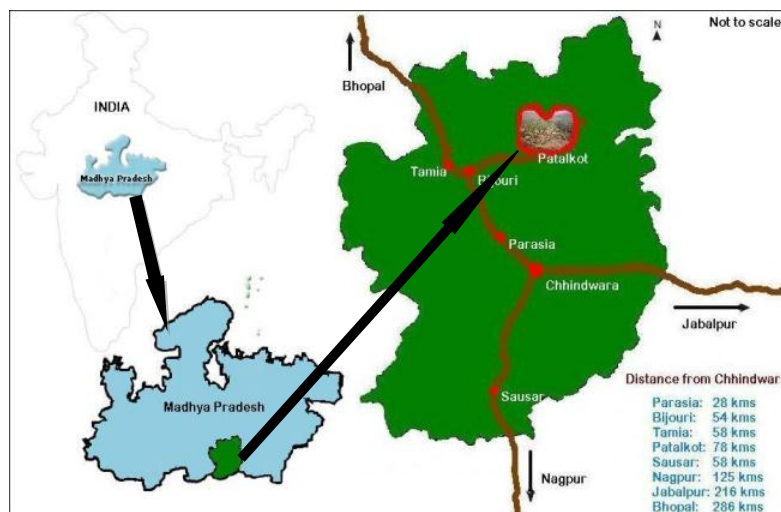 INDIA
Madhya Pradesh
Madhya Pradesh
N
Not to scale
Bhopal
Patalkot
Tamia
Bijouri
Parasia
Chhindwara
Jabalpur
Sausar
Nagpur
Distance from Chhindwar
Parasia: 28 kms
Bijouri: 54 kms
Tamia: 58 kms
Patalkot: 78 kms
Sausar: 58 kms
Nagpur: 125 kms
Jabalpur: 216 kms
Bhopal: 286 kms